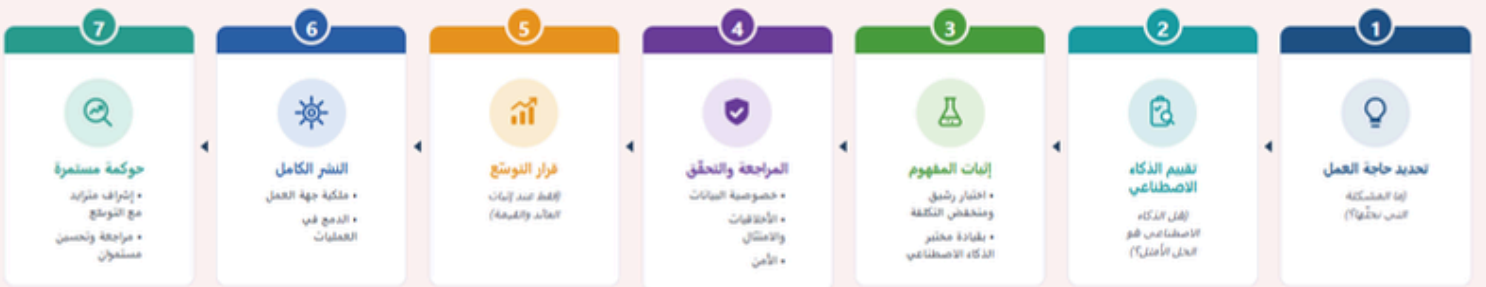 1
تحديد حاجة العمل
(ما المشكلة
التي نحلّها؟)
2
تقييم الذكاء
الاصطناعي
(هل الذكاء
الاصطناعي هو
الحل الأمثل؟)
3
إثبات المفهوم
• اختبار رشيق
ومنخفض التكلفة
• بقيادة مختبر
الذكاء الاصطناعي
4
المراجعة والتحقّق
• خصوصية البيانات
• الأخلاقيات
والامتثال
• الأمن
5
قرار التوسّع
(فقط عند إثبات
العائد والقيمة)
6
النشر الكامل
• ملكية جهة العمل
• الدمج في
العمليات
7
حوكمة مستمرة
• إشراف متزايد
مع التوسّع
• مراجعة وتحسين
مستمران